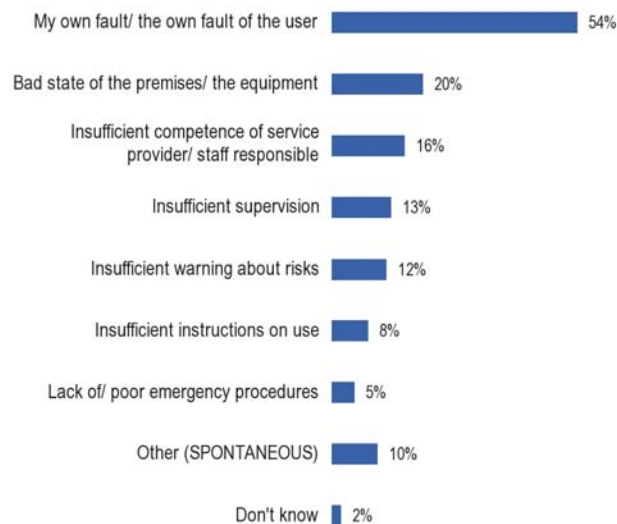 My own fault/ the own fault of the user 54%
Bad state of the premises/ the equipment 20%
Insufficient competence of service
provider/ staff responsible 16%
Insufficient supervision 13%
Insufficient warning about risks 12%
Insufficient instructions on use 8%
Lack of/ poor emergency procedures 5%
Other (SPONTANEOUS) 10%
Don't know 2%